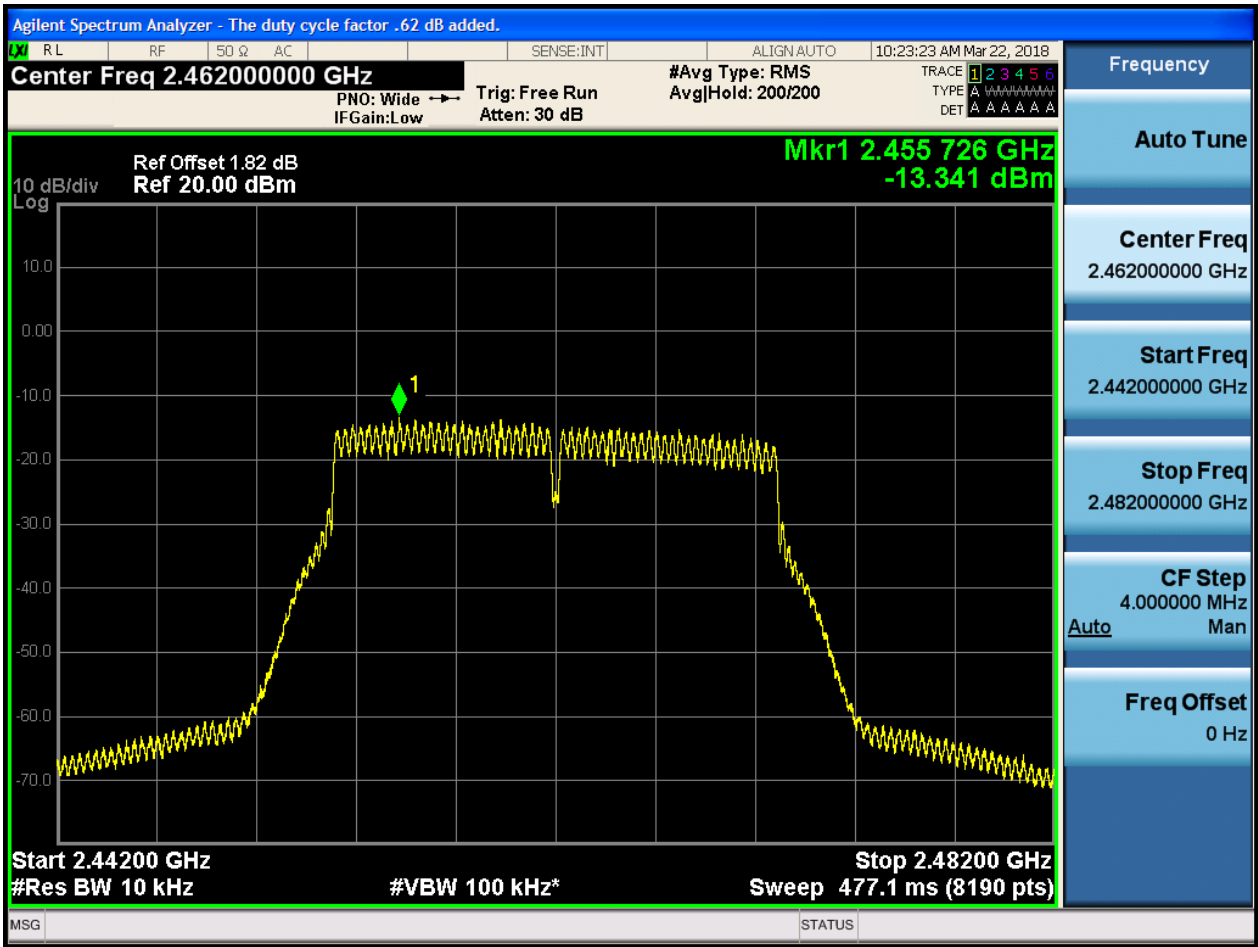 Agilent Spectrum Analyzer - The duty cycle factor .62 dB added.
LXI RL RF 50 Ω AC SENSE:INT ALIGN AUTO 10:23:23 AM Mar 22, 2018
Center Freq 2.462000000 GHz
PNO: Wide
IFGain:Low
Trig: Free Run
Atten: 30 dB
#Avg Type: RMS
Avg|Hold: 200/200
TRACE 1 2 3 4 5 6
TYPE A WWWWWW
DET A A A A A A
Mkr1 2.455 726 GHz
-13.341 dBm
Ref Offset 1.82 dB
10 dB/div Ref 20.00 dBm
Log
10.0
0.00
-10.0
-20.0
-30.0
-40.0
-50.0
-60.0
-70.0
1
Start 2.44200 GHz Stop 2.48200 GHz
#Res BW 10 kHz #VBW 100 kHz* Sweep 477.1 ms (8190 pts)
MSG STATUS
Frequency
Auto Tune
Center Freq
2.462000000 GHz
Start Freq
2.442000000 GHz
Stop Freq
2.482000000 GHz
CF Step
4.000000 MHz
Auto Man
Freq Offset
0 Hz